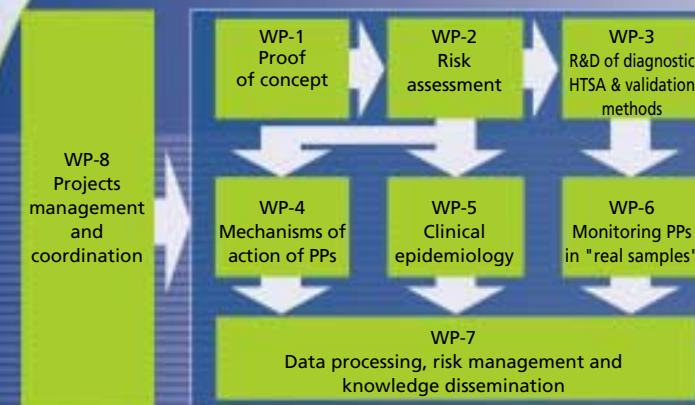 WP-8
Projects
management
and
coordination
WP-1
Proof
of concept
WP-2
Risk
assessment
WP-3
R&D of diagnostic
HTSA & validation
methods
WP-4
Mechanisms of
action of PPs
WP-5
Clinical
epidemiology
WP-6
Monitoring PPs
in "real samples"
WP-7
Data processing, risk management and
knowledge dissemination